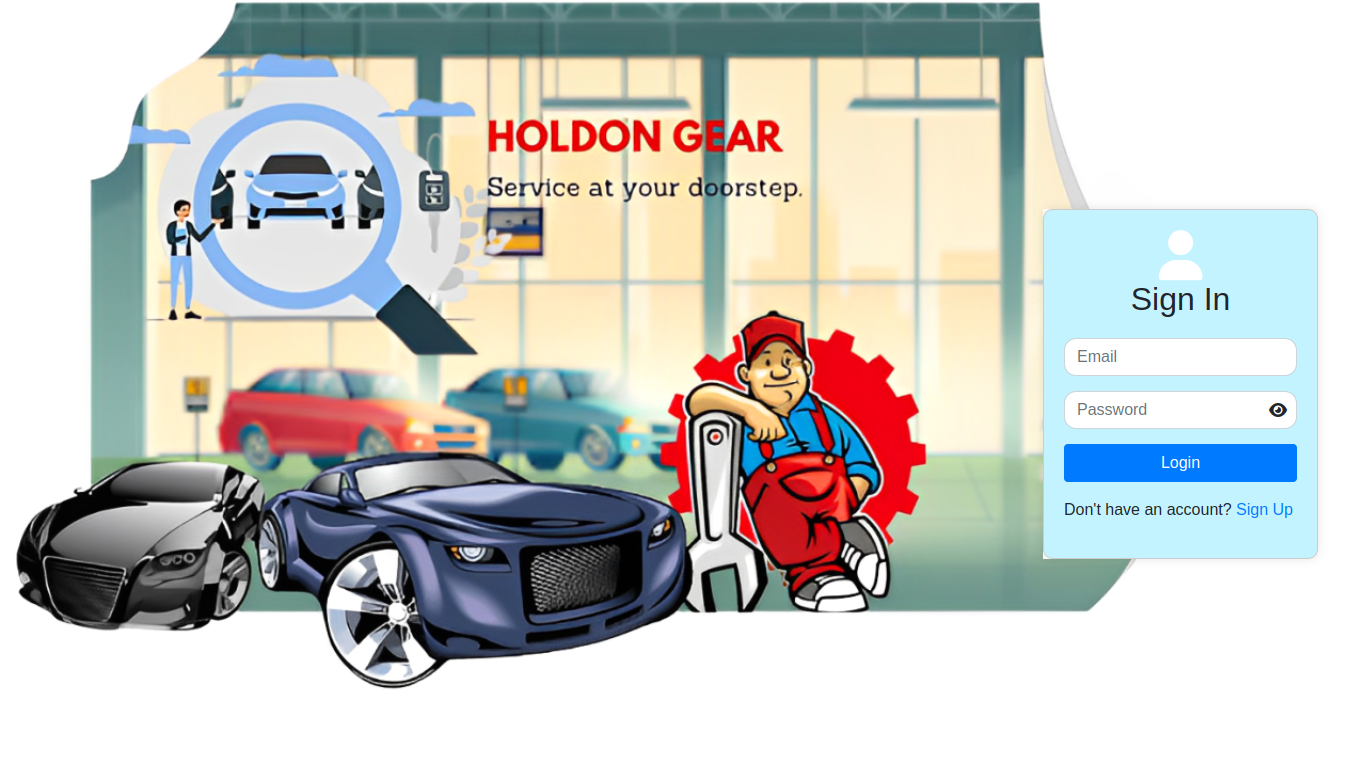 HOLDON GEAR
Service at your doorstep.
Sign In
Email
Password
Login
Don't have an account? Sign Up